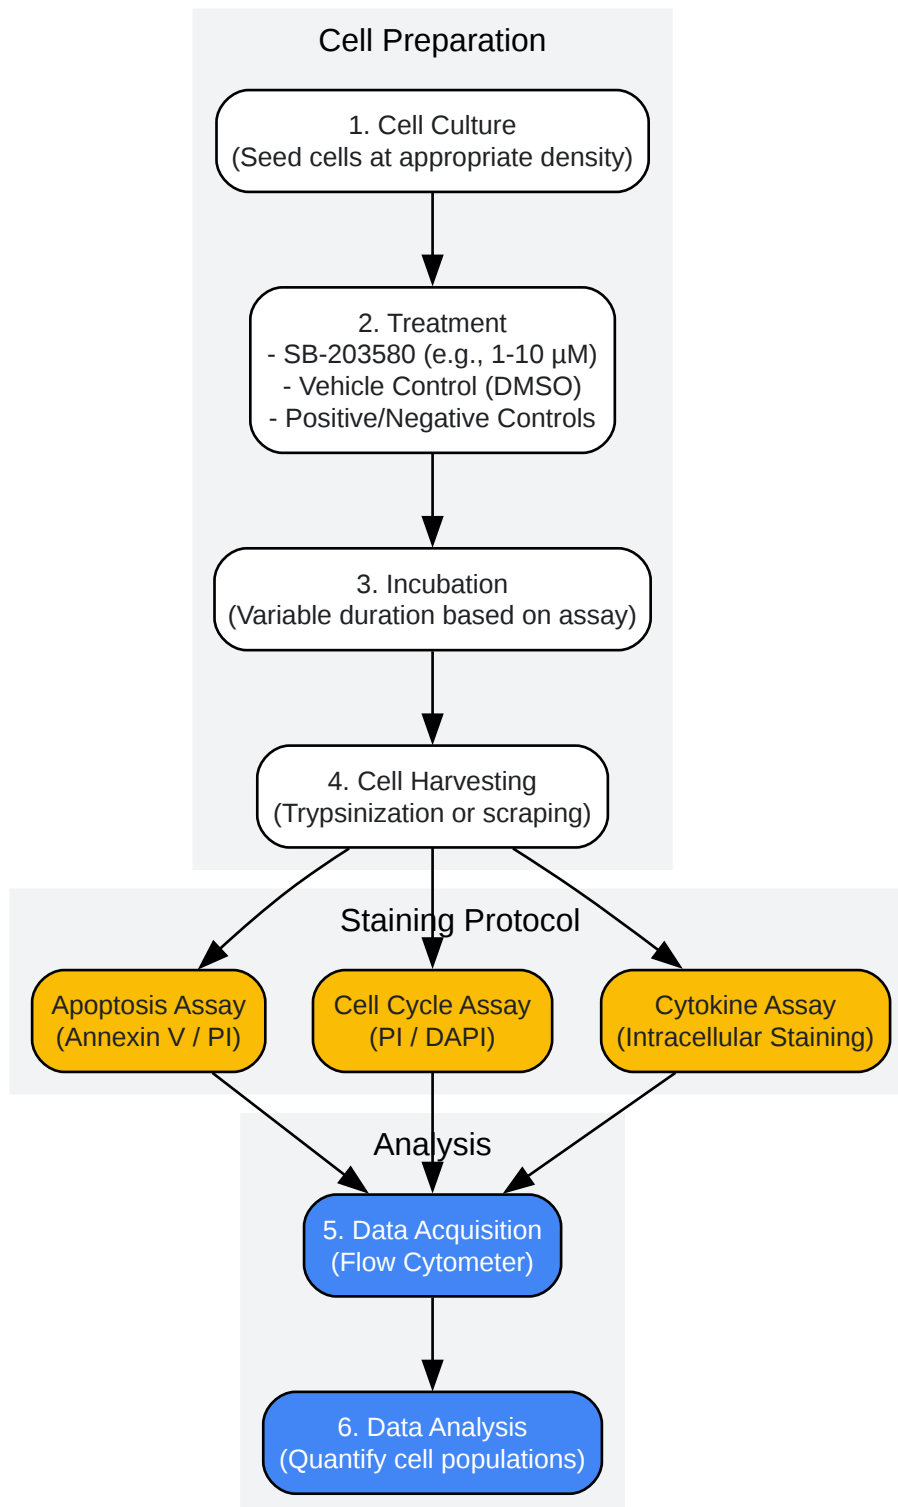 Cell Preparation
1. Cell Culture
(Seed cells at appropriate density)
2. Treatment
- SB-203580 (e.g., 1-10 µM)
- Vehicle Control (DMSO)
- Positive/Negative Controls
3. Incubation
(Variable duration based on assay)
4. Cell Harvesting
(Trypsinization or scraping)
Staining Protocol
Apoptosis Assay
(Annexin V / PI)
Cell Cycle Assay
(PI / DAPI)
Cytokine Assay
(Intracellular Staining)
Analysis
5. Data Acquisition
(Flow Cytometer)
6. Data Analysis
(Quantify cell populations)